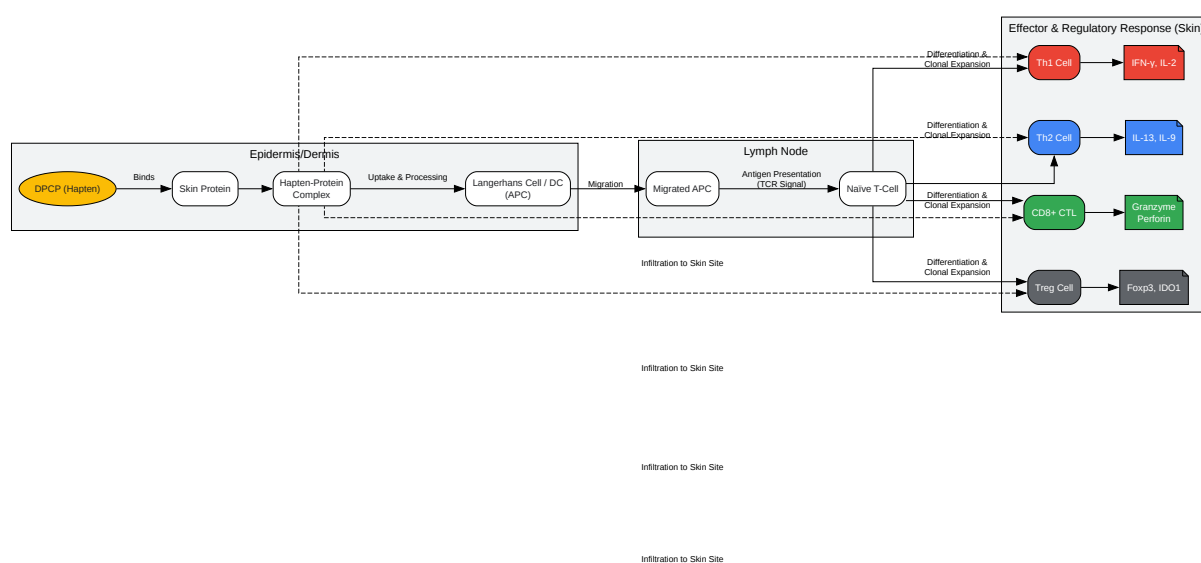 Effector & Regulatory Response (Skin
Differentiation &
Clonal Expansion
Th1 Cell
IFN-γ, IL-2
Differentiation &
Clonal Expansion
Th2 Cell
IL-13, IL-9
Epidermis/Dermis
DPCP (Hapten)
Binds
Skin Protein
Hapten-Protein
Complex
Uptake & Processing
Langerhans Cell / DC
(APC)
Migration
Lymph Node
Migrated APC
Antigen Presentation
(TCR Signal)
Naïve T-Cell
Differentiation &
Clonal Expansion
CD8+ CTL
Granzyme
Perforin
Infiltration to Skin Site
Differentiation &
Clonal Expansion
Treg Cell
Foxp3, IDO1
Infiltration to Skin Site
Infiltration to Skin Site
Infiltration to Skin Site